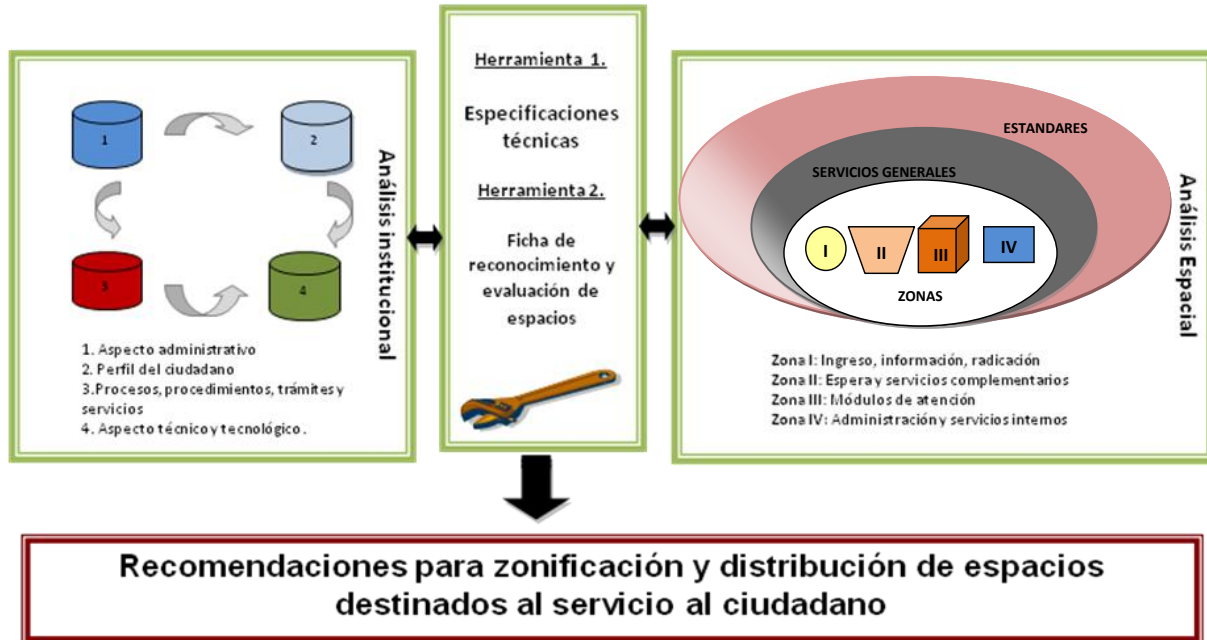 1
2
3
4
Análisis institucional
1. Aspecto administrativo
2. Perfil del ciudadano
3.Procesos, procedimientos, trámites y
servicios
4. Aspecto técnico y tecnológico.
Herramienta 1.
Especificaciones
técnicas
Herramienta 2.
Ficha de
reconocimiento y
evaluación de
espacios
ESTANDARES
SERVICIOS GENERALES
I
II
III
IV
ZONAS
Análisis Espacial
Zona I: Ingreso, información, radicación
Zona II: Espera y servicios complementarios
Zona III: Módulos de atención
Zona IV: Administración y servicios internos
Recomendaciones para zonificación y distribución de espacios
destinados al servicio al ciudadano